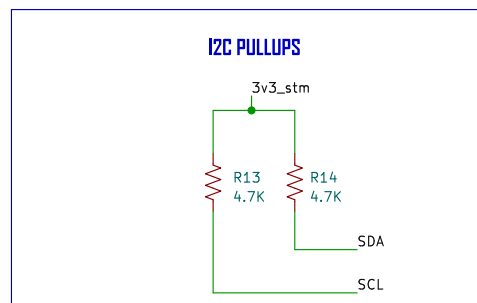 I2C PULLUPS
3v3_stm
R13
4.7K
R14
4.7K
SDA
SCL